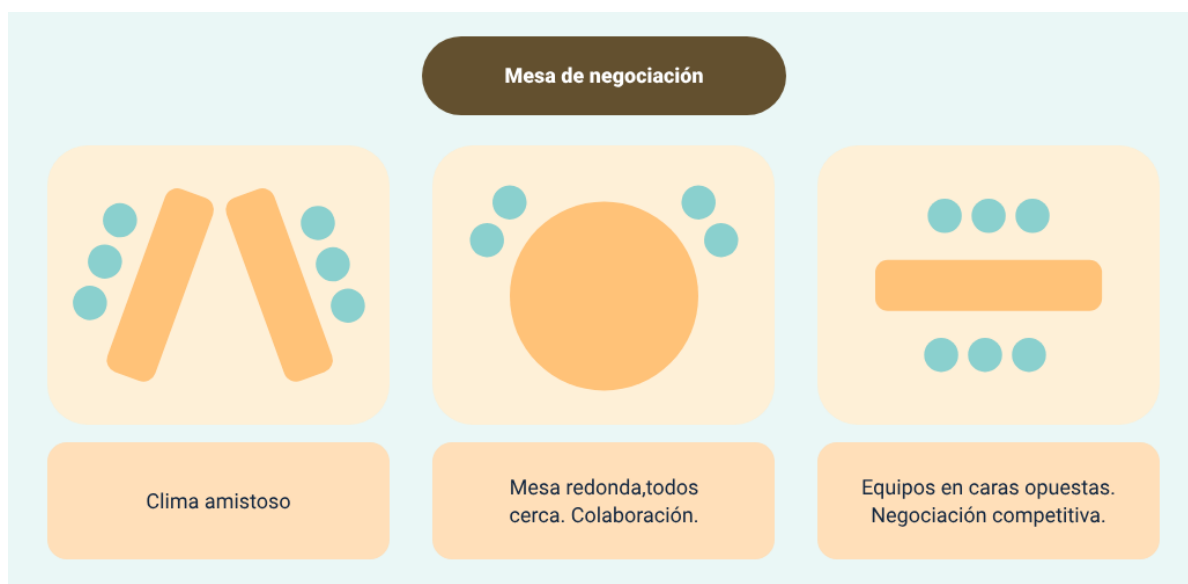 Mesa de negociación
Clima amistoso
Mesa redonda,todos
cerca. Colaboración.
Equipos en caras opuestas.
Negociación competitiva.